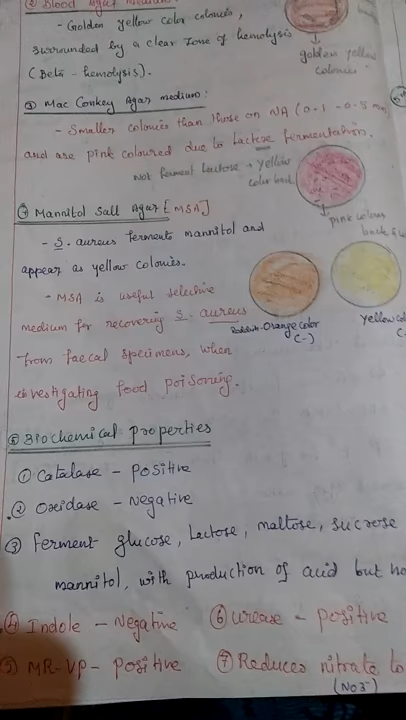 ② Blood Agar medium:
- Golden yellow color colonies,
surrounded by a clear zone of hemolysis
(Beta - hemolysis).
golden yellow
colonies
③ Mac Conkey Agar medium:
- Smaller colonies than those on NA (0.1 - 0.5 mm)
and are pink coloured due to Lactose fermentation.
not ferment Lactose → yellow
color back
pink colour
④ Mannitol Salt Agar [MSA]
- S. aureus ferments mannitol and
appear as yellow colonies.
- MSA is useful selective
medium for recovering S. aureus
from faecal specimens, when
investigating food poisoning.
-Orange color
(-)
yellow col
⑤ Biochemical properties
① Catalase - Positive
② Oxidase - Negative
③ Ferment glucose, Lactose, maltose, sucrose
mannitol, with production of acid but no
④ Indole - Negative
⑥ urease - Positive
⑤ MR-VP - Positive
⑦ Reduces nitrate to
(NO3⁻)